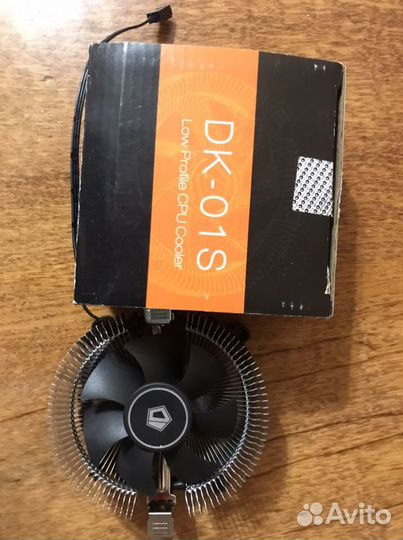 DK-01S
Low Profile CPU Cooler
Avito